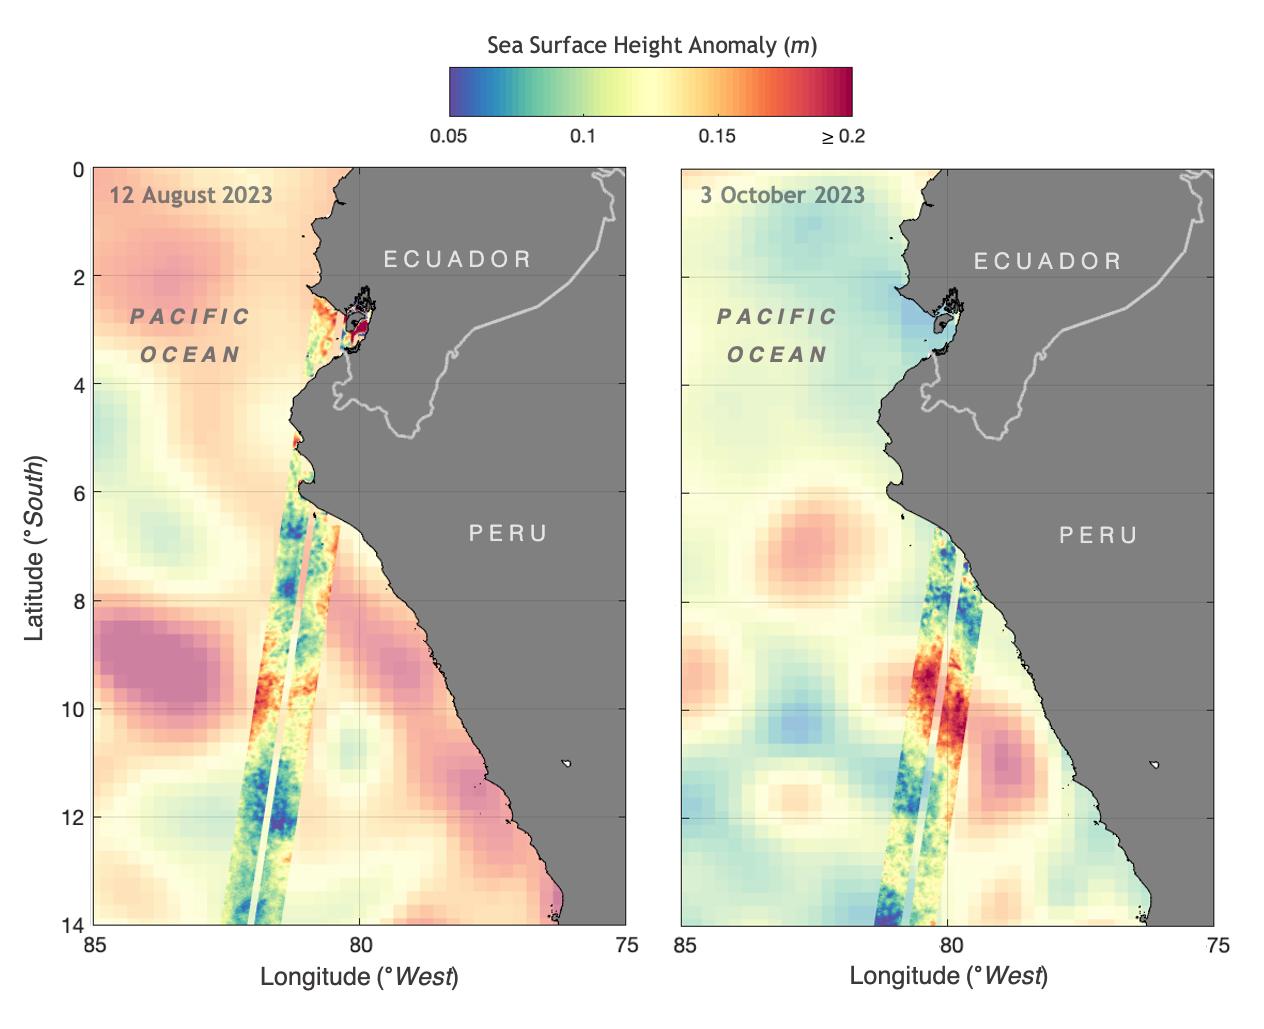 Sea Surface Height Anomaly (m)
0.05 0.1 0.15 ≥ 0.2
12 August 2023
ECUADOR
PACIFIC
OCEAN
PERU
0
2
4
6
8
10
12
14
85 80 75
Latitude (°South)
Longitude (°West)
3 October 2023
ECUADOR
PACIFIC
OCEAN
PERU
85 80 75
Longitude (°West)